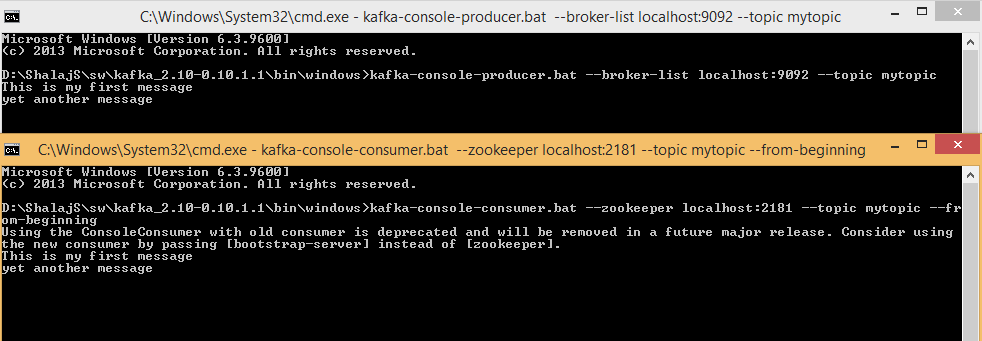 C:\Windows\System32\cmd.exe - kafka-console-producer.bat  --broker-list localhost:9092 --topic mytopic
Microsoft Windows [Version 6.3.9600]
(c) 2013 Microsoft Corporation. All rights reserved.
D:\ShalajS\sw\kafka_2.10-0.10.1.1\bin\windows>kafka-console-producer.bat --broker-list localhost:9092 --topic mytopic
This is my first message
yet another message
C:\Windows\System32\cmd.exe - kafka-console-consumer.bat  --zookeeper localhost:2181 --topic mytopic --from-beginning
Microsoft Windows [Version 6.3.9600]
(c) 2013 Microsoft Corporation. All rights reserved.
D:\ShalajS\sw\kafka_2.10-0.10.1.1\bin\windows>kafka-console-consumer.bat --zookeeper localhost:2181 --topic mytopic --fr
om-beginning
Using the ConsoleConsumer with old consumer is deprecated and will be removed in a future major release. Consider using
the new consumer by passing [bootstrap-server] instead of [zookeeper].
This is my first message
yet another message